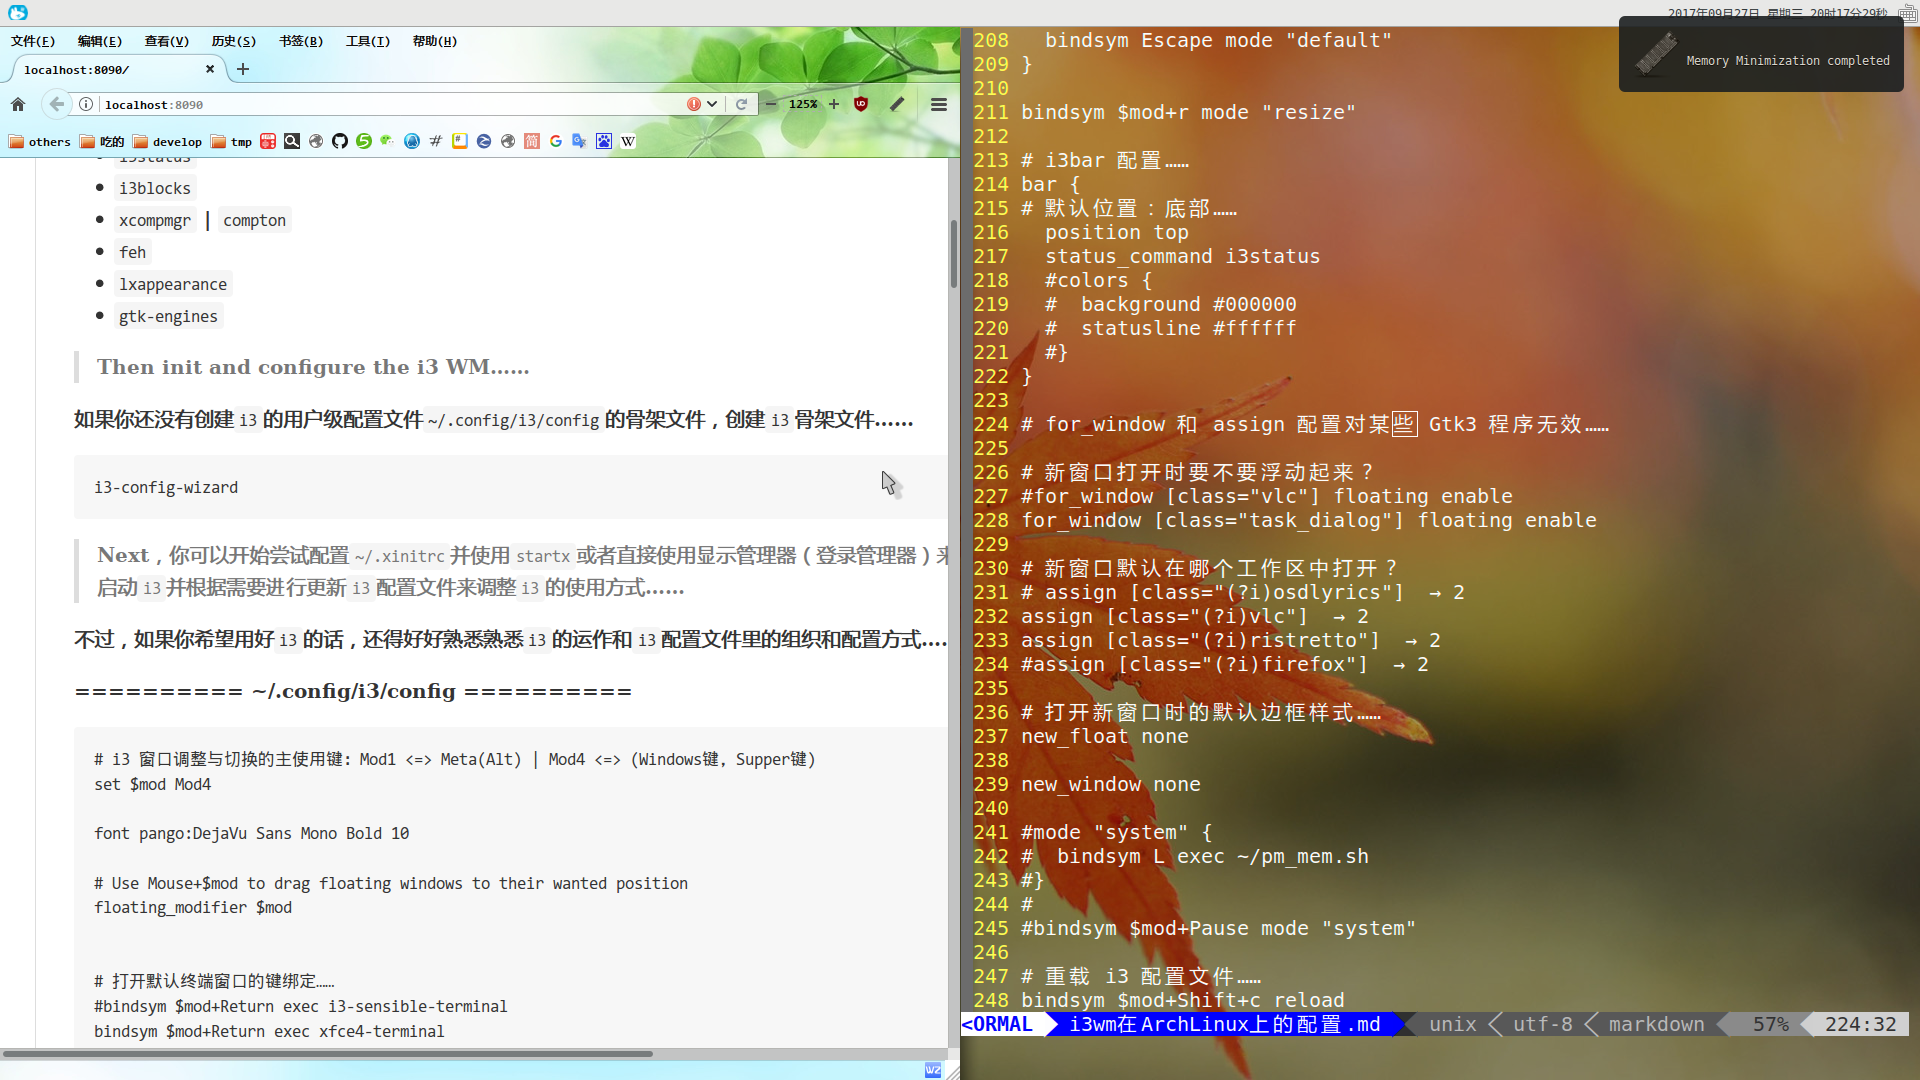 2017年09月27日 星期三 20时17分29秒
Memory Minimization completed
文件(F) 编辑(E) 查看(V) 历史(S) 书签(B) 工具(T) 帮助(H)
localhost:8090/
localhost:8090
125%
others 吃的 develop tmp
i3status
i3blocks
xcompmgr | compton
feh
lxappearance
gtk-engines
Then init and configure the i3 WM……
如果你还没有创建 i3 的用户级配置文件 ~/.config/i3/config 的骨架文件，创建 i3 骨架文件……
i3-config-wizard
Next，你可以开始尝试配置 ~/.xinitrc 并使用 startx 或者直接使用显示管理器（登录管理器）来
启动 i3 并根据需要进行更新 i3 配置文件来调整 i3 的使用方式……
不过，如果你希望用好 i3 的话，还得好好熟悉熟悉 i3 的运作和 i3 配置文件里的组织和配置方式....
========== ~/.config/i3/config ==========
# i3 窗口调整与切换的主使用键: Mod1 <=> Meta(Alt) | Mod4 <=> (Windows键, Supper键)
set $mod Mod4
font pango:DejaVu Sans Mono Bold 10
# Use Mouse+$mod to drag floating windows to their wanted position
floating_modifier $mod
# 打开默认终端窗口的键绑定……
#bindsym $mod+Return exec i3-sensible-terminal
bindsym $mod+Return exec xfce4-terminal
208   bindsym Escape mode "default"
209 }
210
211 bindsym $mod+r mode "resize"
212
213 # i3bar 配置……
214 bar {
215 # 默认位置：底部……
216   position top
217   status_command i3status
218   #colors {
219   #  background #000000
220   #  statusline #ffffff
221   #}
222 }
223
224 # for_window 和 assign 配置对某些 Gtk3 程序无效……
225
226 # 新窗口打开时要不要浮动起来？
227 #for_window [class="vlc"] floating enable
228 for_window [class="task_dialog"] floating enable
229
230 # 新窗口默认在哪个工作区中打开？
231 # assign [class="(?i)osdlyrics"]  → 2
232 assign [class="(?i)vlc"]  → 2
233 assign [class="(?i)ristretto"]  → 2
234 #assign [class="(?i)firefox"]  → 2
235
236 # 打开新窗口时的默认边框样式……
237 new_float none
238
239 new_window none
240
241 #mode "system" {
242 #  bindsym L exec ~/pm_mem.sh
243 #}
244 #
245 #bindsym $mod+Pause mode "system"
246
247 # 重载 i3 配置文件……
248 bindsym $mod+Shift+c reload
<ORMAL i3wm在ArchLinux上的配置.md unix utf-8 markdown 57% 224:32